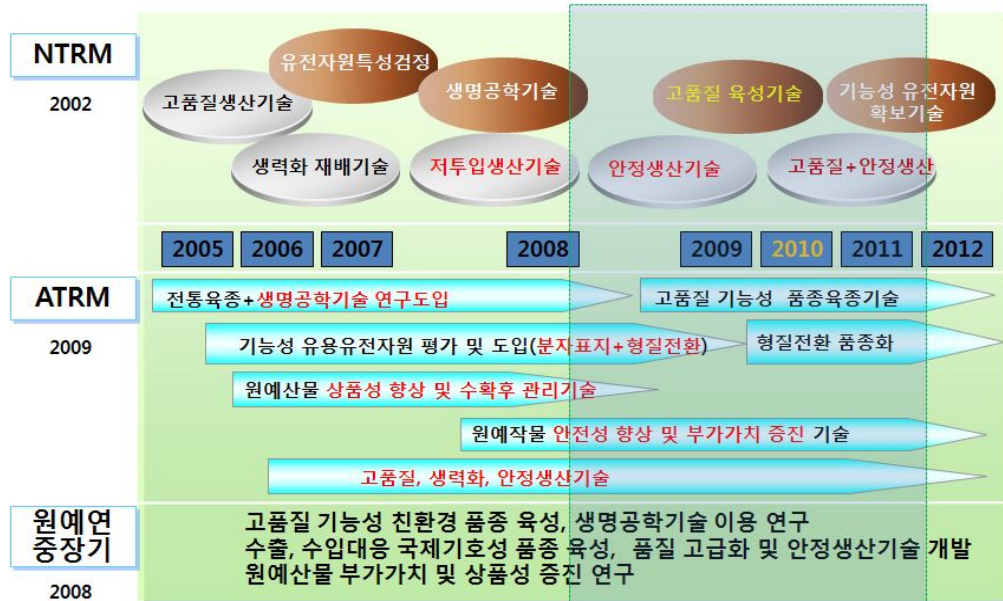 NTRM
2002
유전자원특성검정
고품질생산기술
생명공학기술
고품질 육성기술
기능성 유전자원
확보기술
생력화 재배기술
저투입생산기술
안정생산기술
고품질+안정생산
2005 2006 2007 2008 2009 2010 2011 2012
ATRM
2009
전통육종+생명공학기술 연구도입
고품질 기능성 품종육종기술
기능성 유용유전자원 평가 및 도입(분자표지+형질전환)
형질전환 품종화
원예산물 상품성 향상 및 수확후 관리기술
원예작물 안전성 향상 및 부가가치 증진 기술
고품질, 생력화, 안정생산기술
원예연
중장기
2008
고품질 기능성 친환경 품종 육성, 생명공학기술 이용 연구
수출, 수입대응 국제기호성 품종 육성, 품질 고급화 및 안정생산기술 개발
원예산물 부가가치 및 상품성 증진 연구